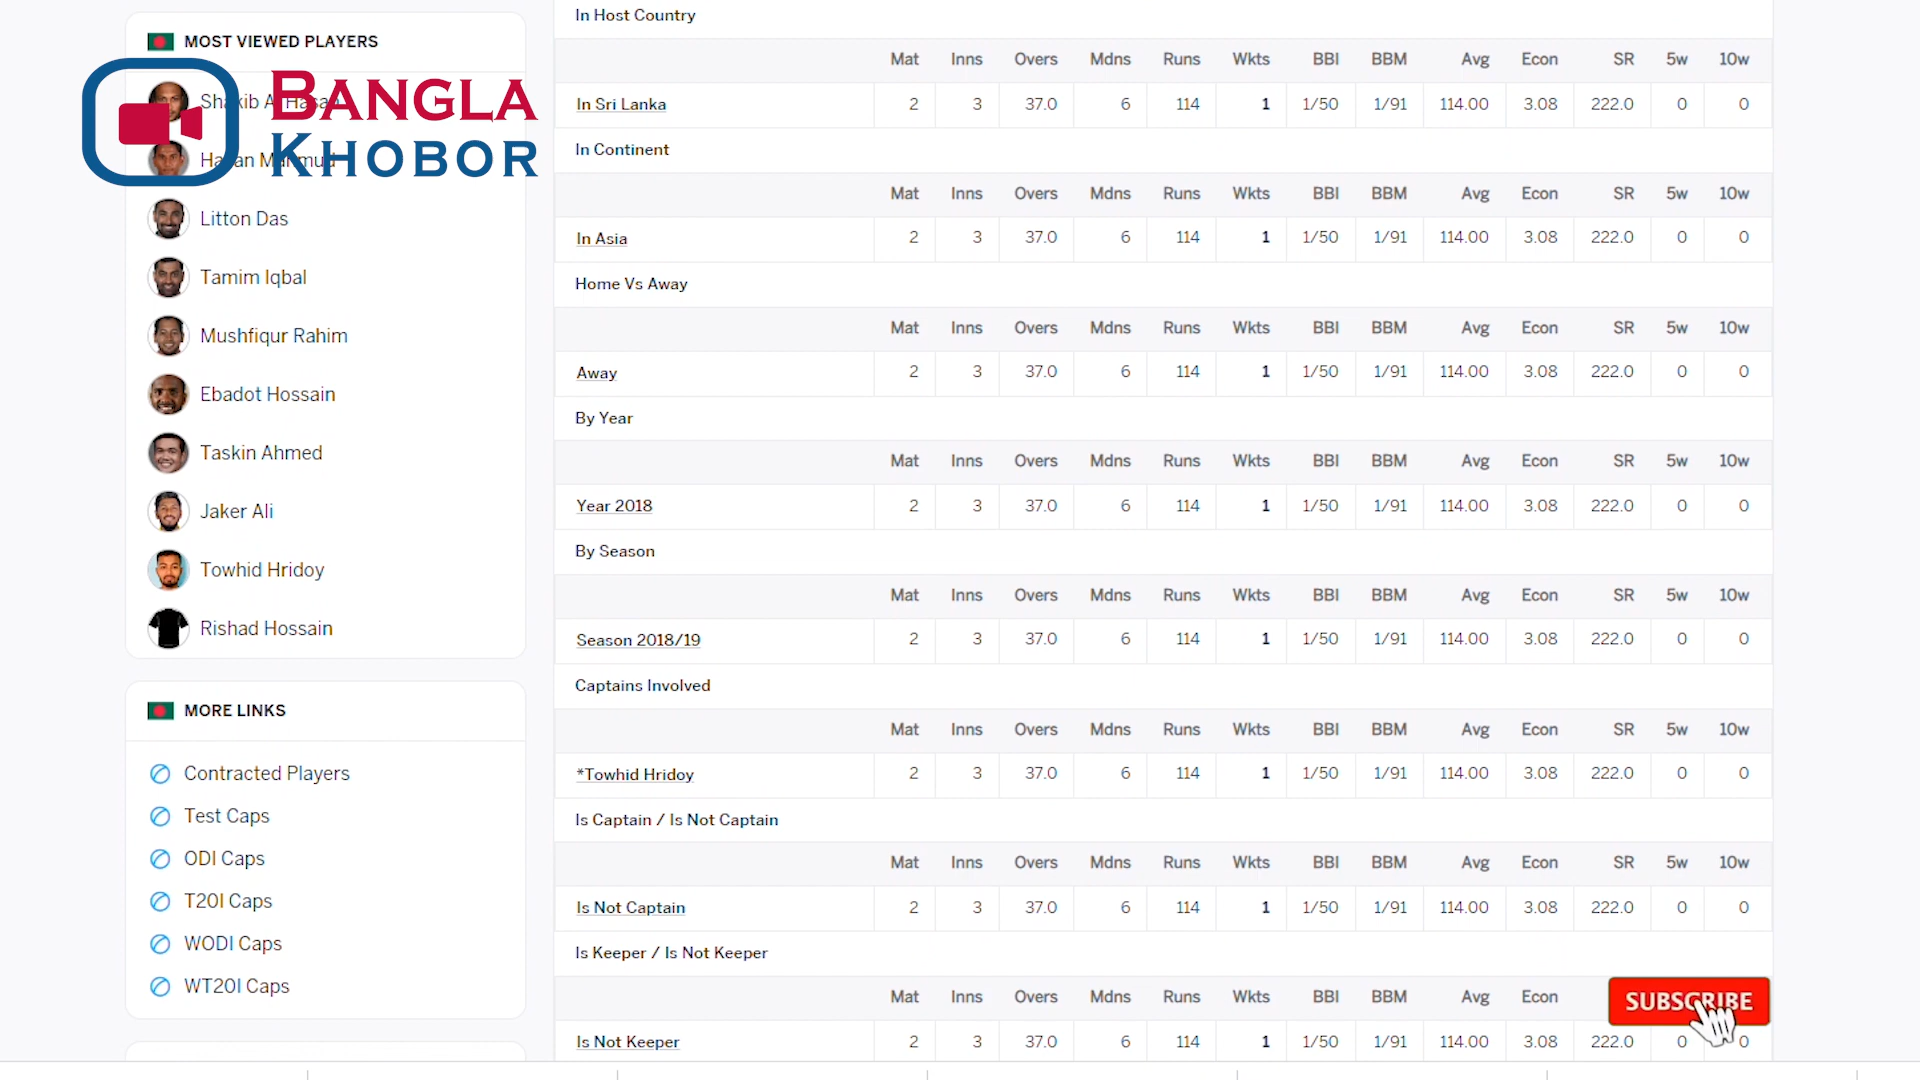 MOST VIEWED PLAYERS
BANGLA
KHOBOR
Litton Das
Tamim Iqbal
Mushfiqur Rahim
Ebadot Hossain
Taskin Ahmed
Jaker Ali
Towhid Hridoy
Rishad Hossain
MORE LINKS
Contracted Players
Test Caps
ODI Caps
T20I Caps
WODI Caps
WT20I Caps
In Host Country
Mat Inns Overs Mdns Runs Wkts BBI BBM Avg Econ SR 5w 10w
In Sri Lanka 2 3 37.0 6 114 1 1/50 1/91 114.00 3.08 222.0 0 0
In Continent
Mat Inns Overs Mdns Runs Wkts BBI BBM Avg Econ SR 5w 10w
In Asia 2 3 37.0 6 114 1 1/50 1/91 114.00 3.08 222.0 0 0
Home Vs Away
Mat Inns Overs Mdns Runs Wkts BBI BBM Avg Econ SR 5w 10w
Away 2 3 37.0 6 114 1 1/50 1/91 114.00 3.08 222.0 0 0
By Year
Mat Inns Overs Mdns Runs Wkts BBI BBM Avg Econ SR 5w 10w
Year 2018 2 3 37.0 6 114 1 1/50 1/91 114.00 3.08 222.0 0 0
By Season
Mat Inns Overs Mdns Runs Wkts BBI BBM Avg Econ SR 5w 10w
Season 2018/19 2 3 37.0 6 114 1 1/50 1/91 114.00 3.08 222.0 0 0
Captains Involved
Mat Inns Overs Mdns Runs Wkts BBI BBM Avg Econ SR 5w 10w
*Towhid Hridoy 2 3 37.0 6 114 1 1/50 1/91 114.00 3.08 222.0 0 0
Is Captain / Is Not Captain
Mat Inns Overs Mdns Runs Wkts BBI BBM Avg Econ SR 5w 10w
Is Not Captain 2 3 37.0 6 114 1 1/50 1/91 114.00 3.08 222.0 0 0
Is Keeper / Is Not Keeper
Mat Inns Overs Mdns Runs Wkts BBI BBM Avg Econ
SUBSCRIBE
Is Not Keeper 2 3 37.0 6 114 1 1/50 1/91 114.00 3.08 222.0 0 0